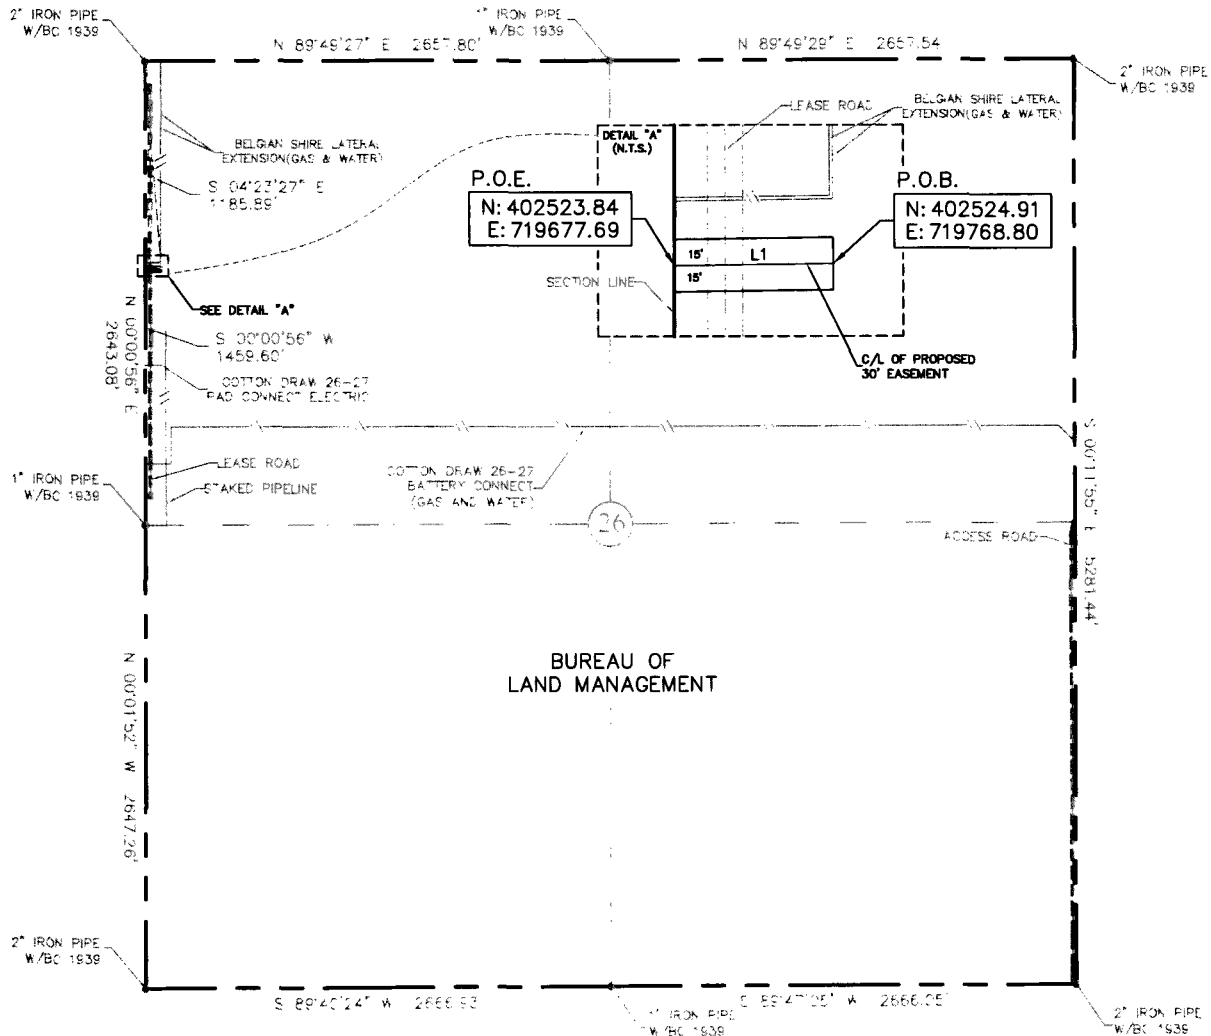 2" IRON PIPE
W/BC 1939
N 89°49'27" E 2657.80'
1" IRON PIPE
W/BC 1939
N 89°49'29" E 2657.54
2" IRON PIPE
W/BC 1939
BELGIAN SHIRE LATERAL
EXTENSION(GAS & WATER)
S 04°23'27" E
1185.89'
DETAIL "A"
(N.T.S.)
LEASE ROAD
BELGIAN SHIRE LATERAL
EXTENSION(GAS & WATER)
P.O.E.
N: 402523.84
E: 719677.69
P.O.B.
N: 402524.91
E: 719768.80
15' L1
15'
SECTION LINE
C/L OF PROPOSED
30' EASEMENT
SEE DETAIL "A"
S 00°00'56" W
1459.60'
N 00°00'56" E
2643.08'
COTTON DRAW 26-27
PAD CONNECT ELECTRIC
LEASE ROAD
STAKED PIPELINE
1" IRON PIPE
W/BC 1939
COTTON DRAW 26-27
BATTERY CONNECT
(GAS AND WATER)
26
ACCESS ROAD
S 00°11'55" E 5281.44'
BUREAU OF
LAND MANAGEMENT
N 00°01'52" W 2647.26'
2" IRON PIPE
W/BC 1939
S 89°40'24" W
1" IRON PIPE
W/BC 1939
89°47'05" W 2666.05'
2" IRON PIPE
W/BC 1939